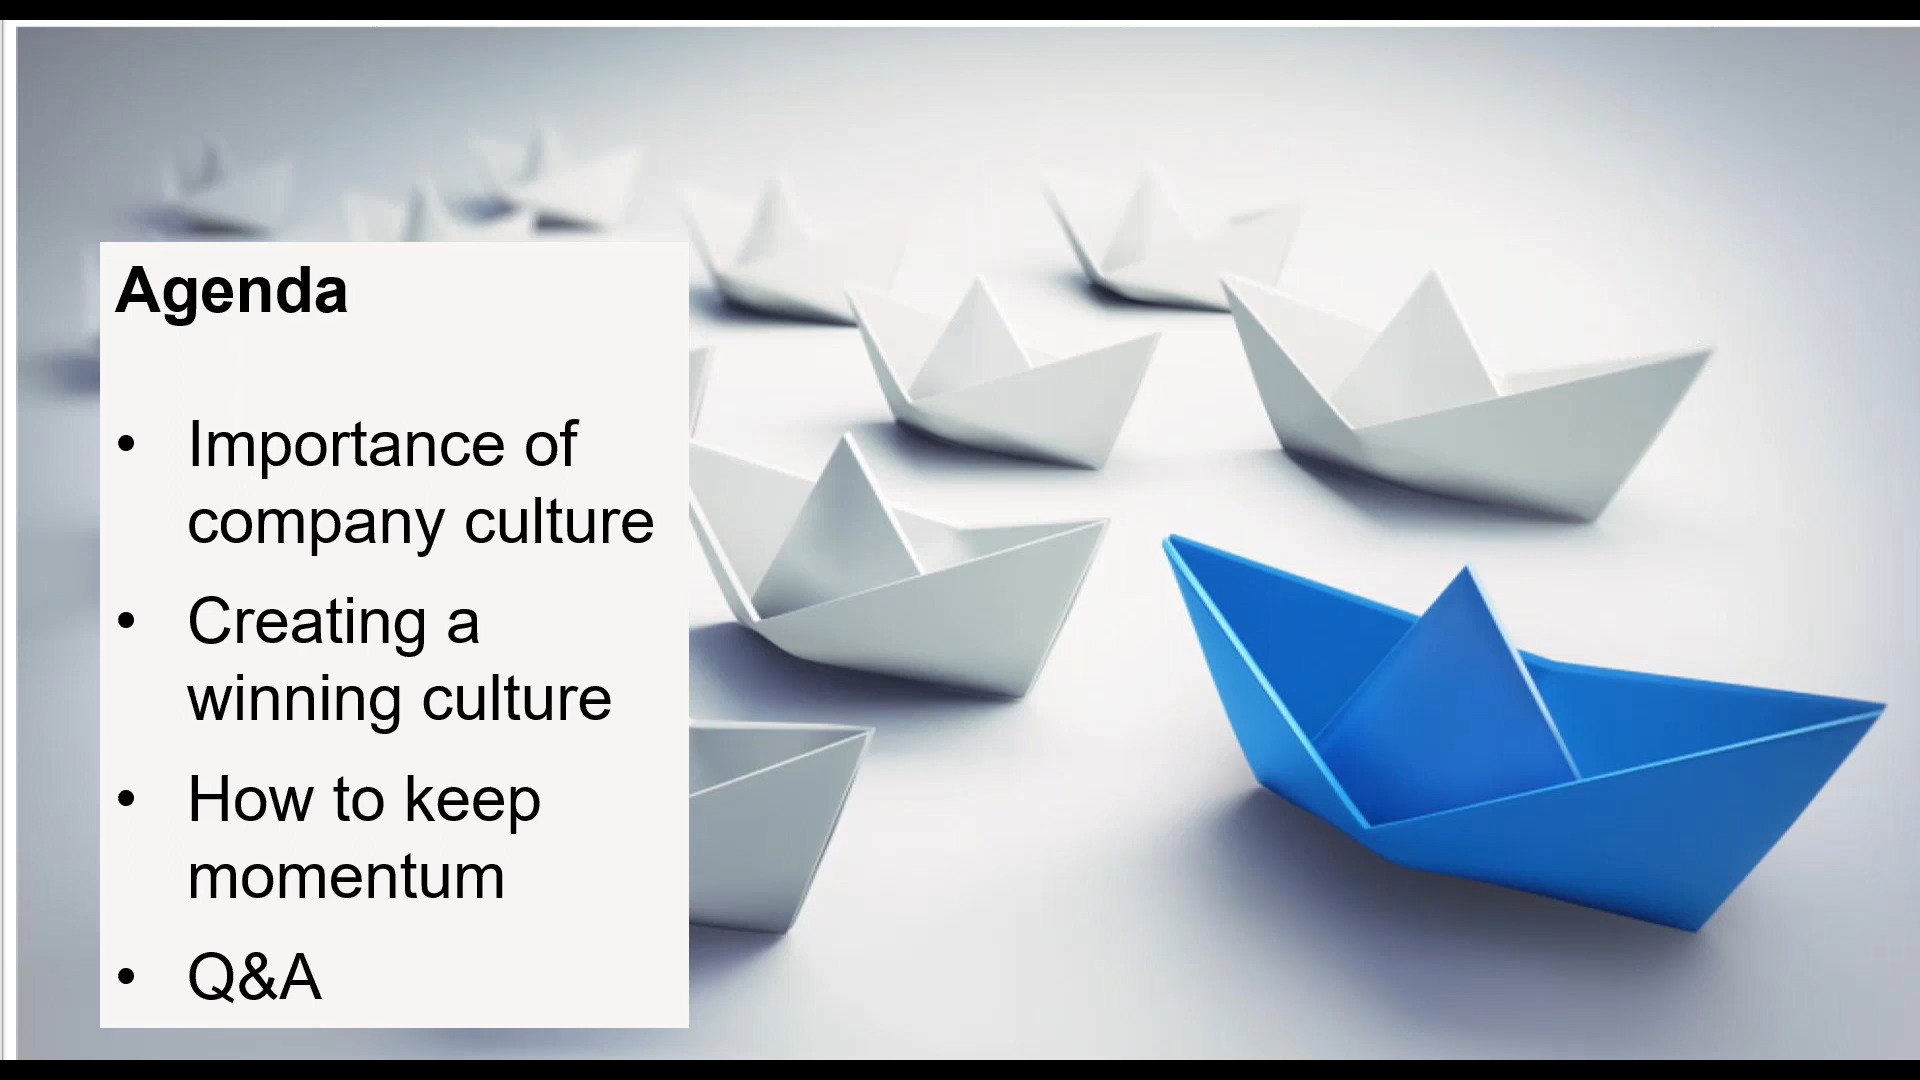 Agenda
• Importance of
company culture
• Creating a
winning culture
• How to keep
momentum
• Q&A